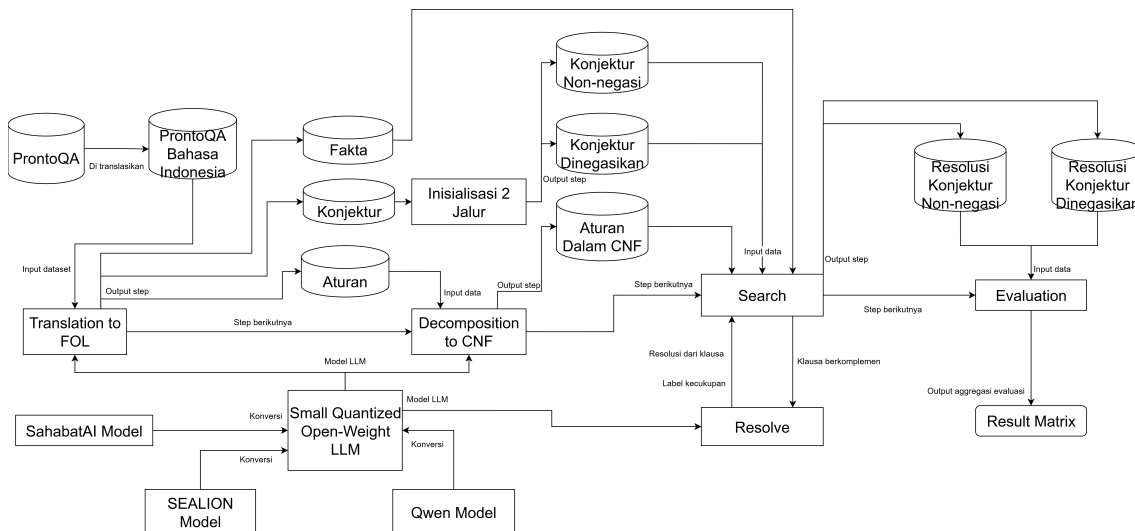 Konjektur
Non-negasi
ProntoQA
Di translasikan
ProntoQA
Bahasa
Indonesia
Fakta
Konjektur
Dinegasikan
Output step
Resolusi
Konjektur
Non-negasi
Resolusi
Konjektur
Dinegasikan
Konjektur
Inisialisasi 2
Jalur
Aturan
Dalam CNF
Input data
Output step
Input dataset
Output step
Aturan
Input data
Output step
Step berikutnya
Search
Input data
Evaluation
Step berikutnya
Translation to
FOL
Step berikutnya
Decomposition
to CNF
Model LLM
Resolusi dari klausa
Klausa berkomplemen
Label kecukupan
Output aggregasi evaluasi
SahabatAI Model
Konversi
Small Quantized
Open-Weight
LLM
Model LLM
Resolve
Result Matrix
Konversi
Konversi
SEALION
Model
Qwen Model